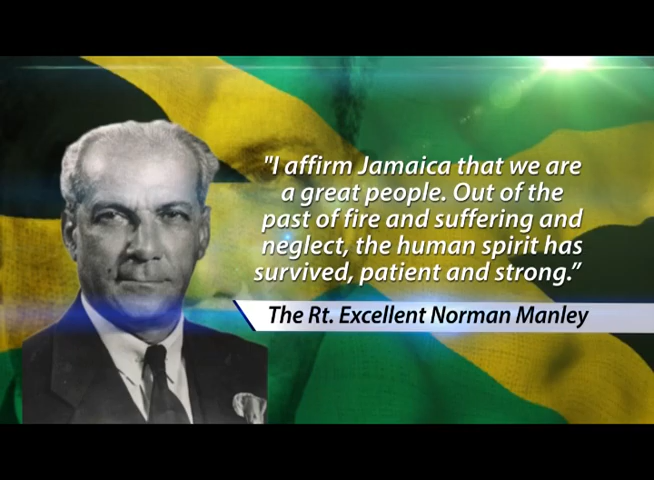 "I affirm Jamaica that we are
a great people. Out of the
past of fire and suffering and
neglect, the human spirit has
survived, patient and strong.”
The Rt. Excellent Norman Manley